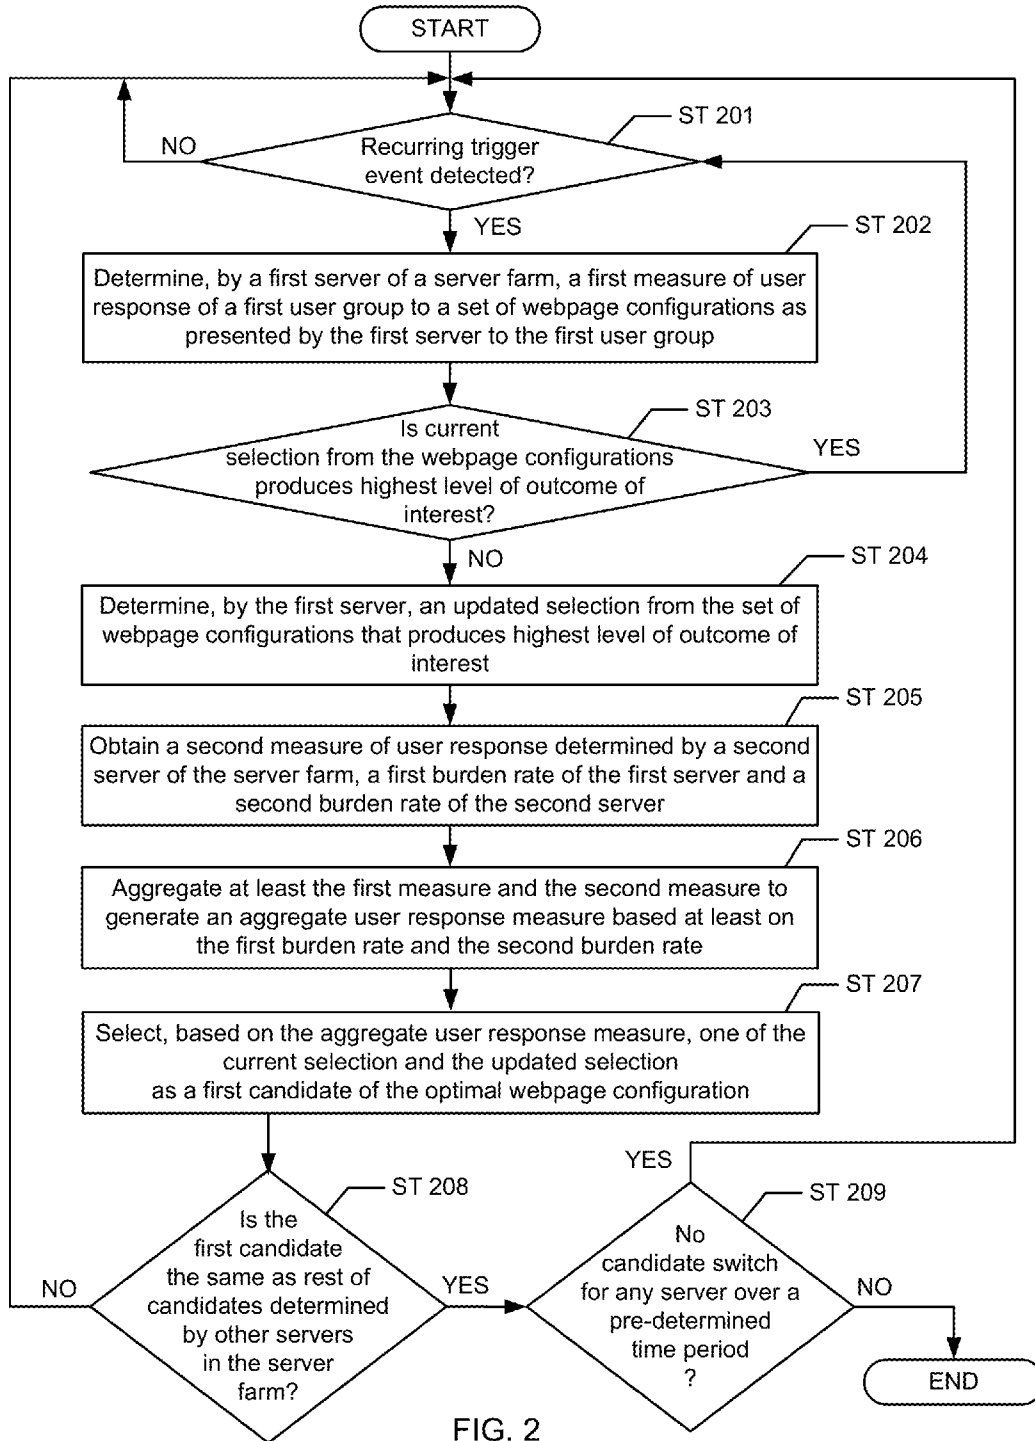 START
ST 201
NO
Recurring trigger
event detected?
YES
ST 202
Determine, by a first server of a server farm, a first measure of user
response of a first user group to a set of webpage configurations as
presented by the first server to the first user group
ST 203
Is current
selection from the webpage configurations
produces highest level of outcome of
interest?
YES
NO
ST 204
Determine, by the first server, an updated selection from the set of
webpage configurations that produces highest level of outcome of
interest
ST 205
Obtain a second measure of user response determined by a second
server of the server farm, a first burden rate of the first server and a
second burden rate of the second server
ST 206
Aggregate at least the first measure and the second measure to
generate an aggregate user response measure based at least on
the first burden rate and the second burden rate
ST 207
Select, based on the aggregate user response measure, one of the
current selection and the updated selection
as a first candidate of the optimal webpage configuration
ST 208
Is the
first candidate
the same as rest of
candidates determined
by other servers
in the server
farm?
NO
YES
YES
ST 209
No
candidate switch
for any server over a
pre-determined
time period
?
NO
END
FIG. 2